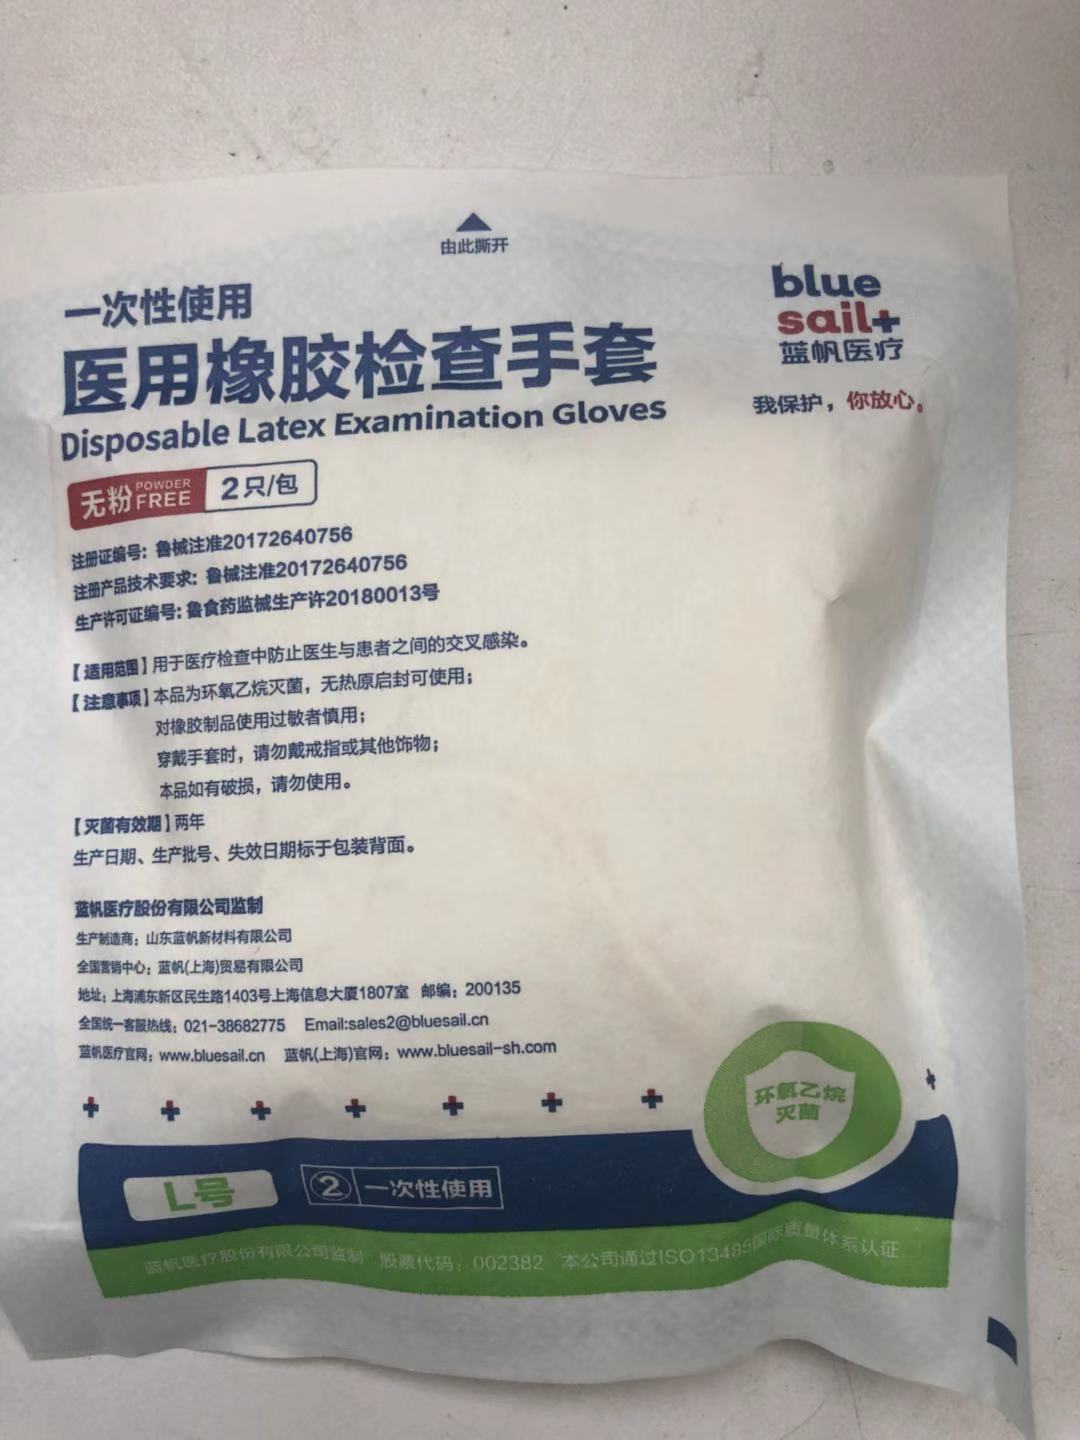 由此撕开
blue
sail+
蓝帆医疗
我保护，你放心。
一次性使用
医用橡胶检查手套
Disposable Latex Examination Gloves
无粉 POWDER FREE 2只/包
注册证编号：鲁械注准20172640756
注册产品技术要求：鲁械注准20172640756
生产许可证编号：鲁食药监械生产许20180013号
【适用范围】用于医疗检查中防止医生与患者之间的交叉感染。
【注意事项】本品为环氧乙烷灭菌，无热原启封可使用；
对橡胶制品使用过敏者慎用；
穿戴手套时，请勿戴戒指或其他饰物；
本品如有破损，请勿使用。
【灭菌有效期】两年
生产日期、生产批号、失效日期标于包装背面。
蓝帆医疗股份有限公司监制
生产制造商：山东蓝帆新材料有限公司
全国营销中心：蓝帆(上海)贸易有限公司
地址：上海浦东新区民生路1403号上海信息大厦1807室 邮编：200135
全国统一客服热线：021-38682775 Email:sales2@bluesail.cn
蓝帆医疗官网：www.bluesail.cn 蓝帆(上海)官网：www.bluesail-sh.com
环氧乙烷
灭菌
L号 ② 一次性使用
蓝帆医疗股份有限公司监制 股票代码：002382 本公司通过ISO13485国际质量体系认证